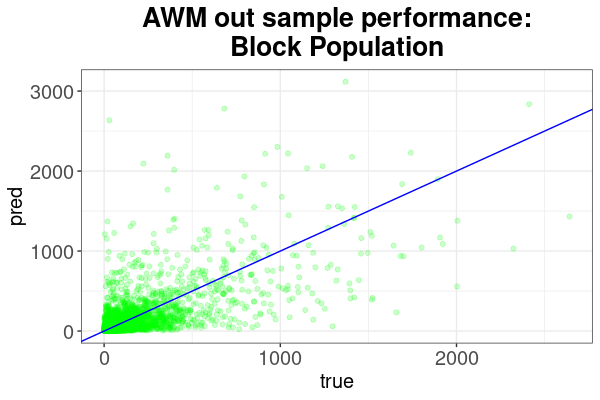 AWM out sample performance:
Block Population
3000
2000
1000
0
pred
0 1000 2000
true